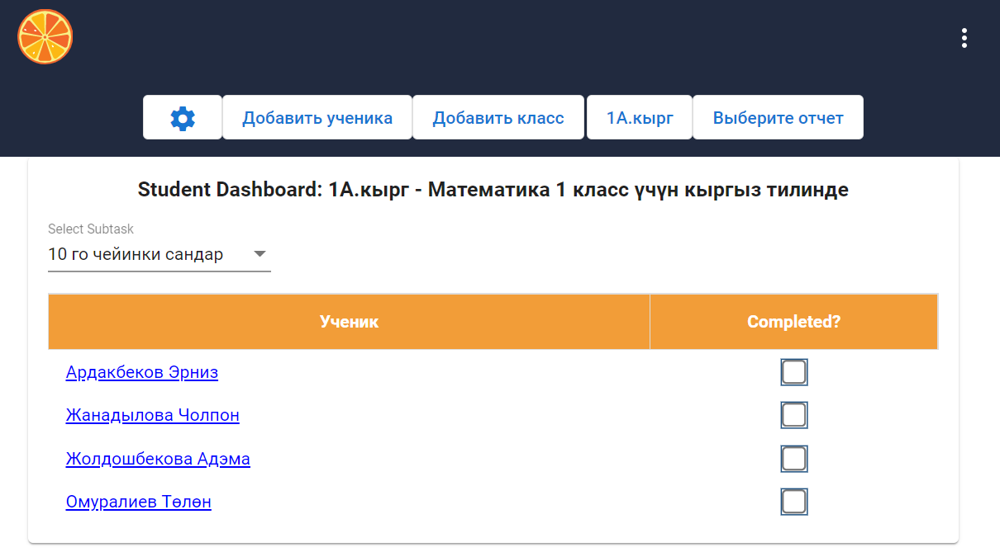 Добавить ученика Добавить класс 1А.кырг Выберите отчет
Student Dashboard: 1А.кырг - Математика 1 класс үчүн кыргыз тилинде
Select Subtask
10 го чейинки сандар
Ученик Completed?
Ардакбеков Эрниз
Жанадылова Чолпон
Жолдошбекова Адэма
Омуралиев Төлөн